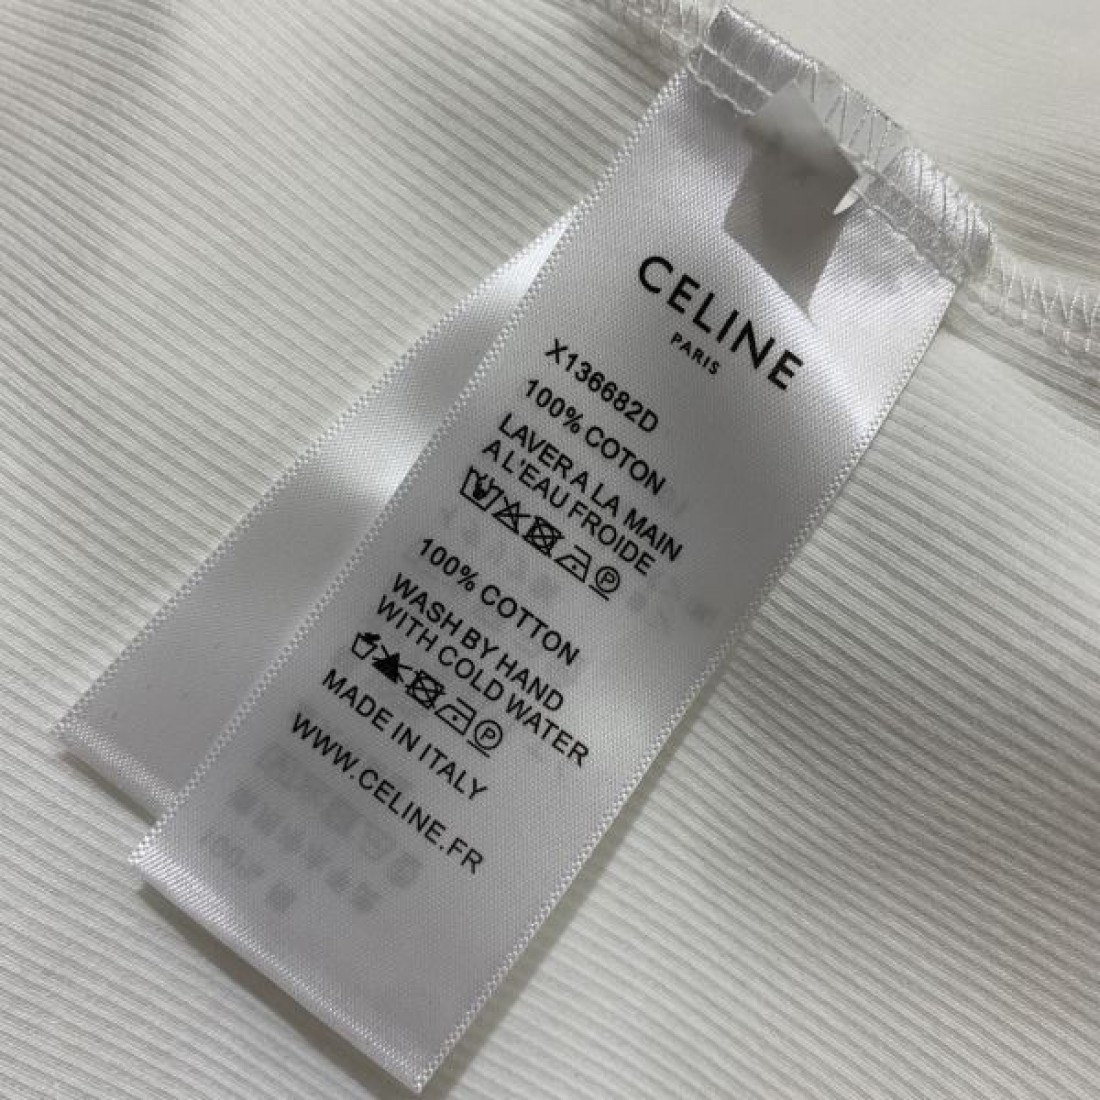 CELINE
PARIS
X136682D
100% COTON
LAVER A LA MAIN
A L'EAU FROIDE
P
100% COTTON
WASH BY HAND
WITH COLD WATER
P
MADE IN ITALY
WWW.CELINE.FR